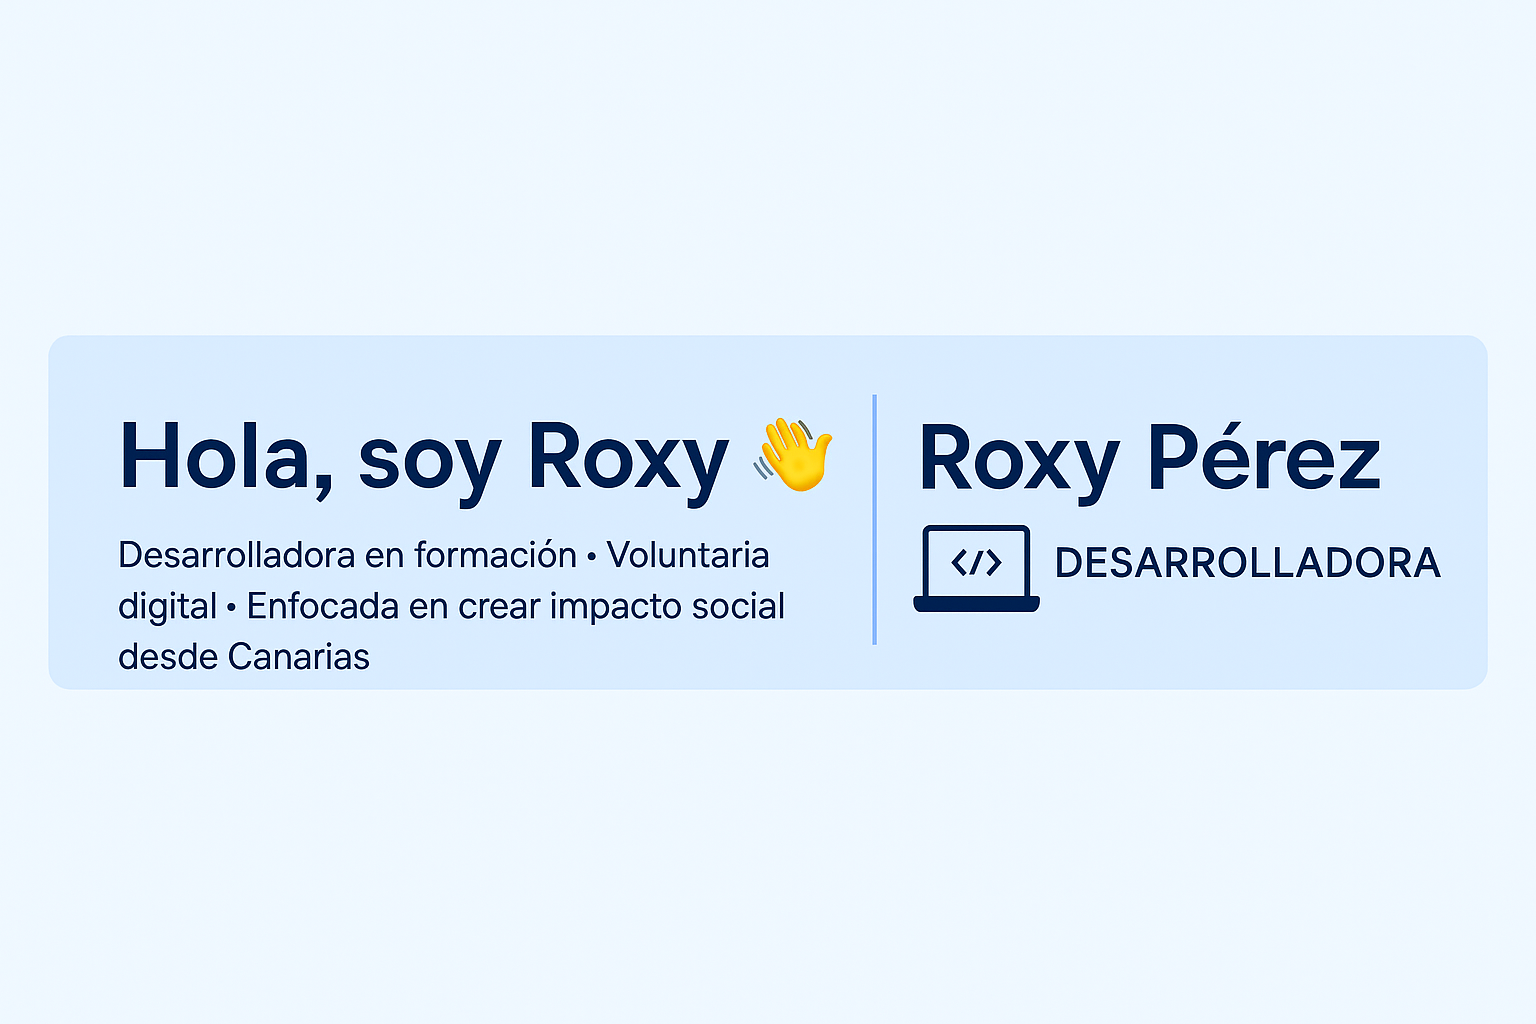 Hola, soy Roxy 👋
Desarrolladora en formación • Voluntaria
digital • Enfocada en crear impacto social
desde Canarias
Roxy Pérez
</>
DESARROLLADORA